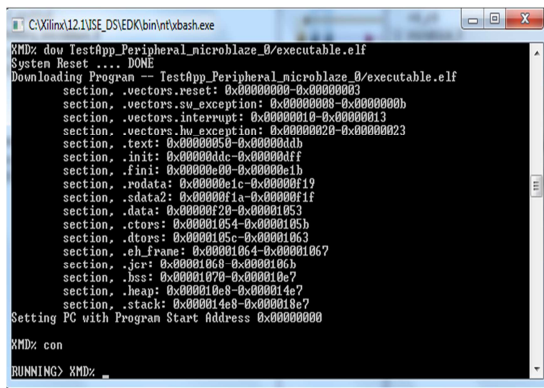 C:\Xilinx\12.1\ISE_DS\EDK\bin\nt\xbash.exe
XMD% dow TestApp_Peripheral_microblaze_0/executable.elf
System Reset .... DONE
Downloading Program -- TestApp_Peripheral_microblaze_0/executable.elf
section, .vectors.reset: 0x00000000-0x00000003
section, .vectors.sw_exception: 0x00000008-0x0000000b
section, .vectors.interrupt: 0x00000010-0x00000013
section, .vectors.hw_exception: 0x00000020-0x00000023
section, .text: 0x00000050-0x00000ddb
section, .init: 0x00000ddc-0x00000dff
section, .fini: 0x00000e00-0x00000e1b
section, .rodata: 0x00000e1c-0x00000f19
section, .sdata2: 0x00000f1a-0x00000f1f
section, .data: 0x00000f20-0x00001053
section, .ctors: 0x00001054-0x0000105b
section, .dtors: 0x0000105c-0x00001063
section, .eh_frame: 0x00001064-0x00001067
section, .jcr: 0x00001068-0x0000106b
section, .bss: 0x00001070-0x000010e7
section, .heap: 0x000010e8-0x000014e7
section, .stack: 0x000014e8-0x000018e7
Setting PC with Program Start Address 0x00000000
XMD% con
RUNNING> XMD% _